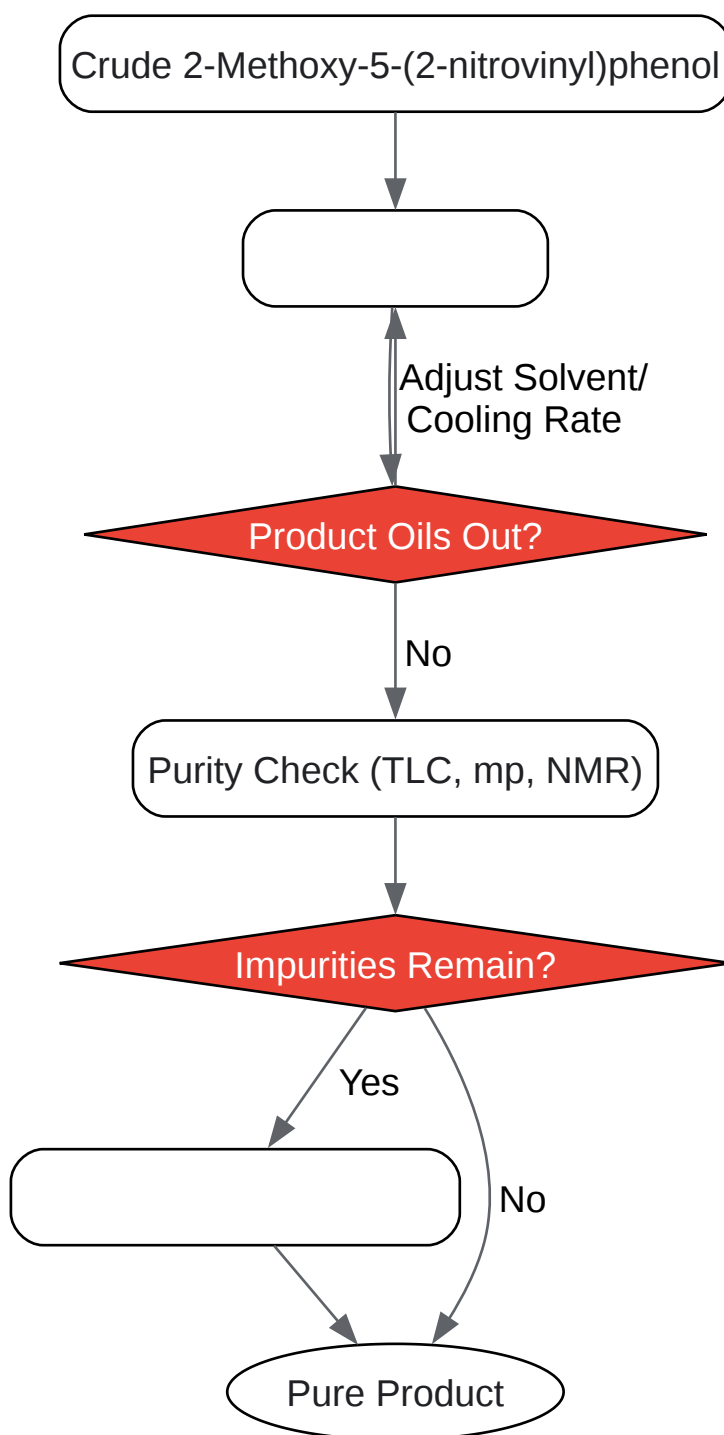 Crude 2-Methoxy-5-(2-nitrovinyl)phenol
Adjust Solvent/
Cooling Rate
Product Oils Out?
No
Purity Check (TLC, mp, NMR)
Impurities Remain?
Yes
No
Pure Product